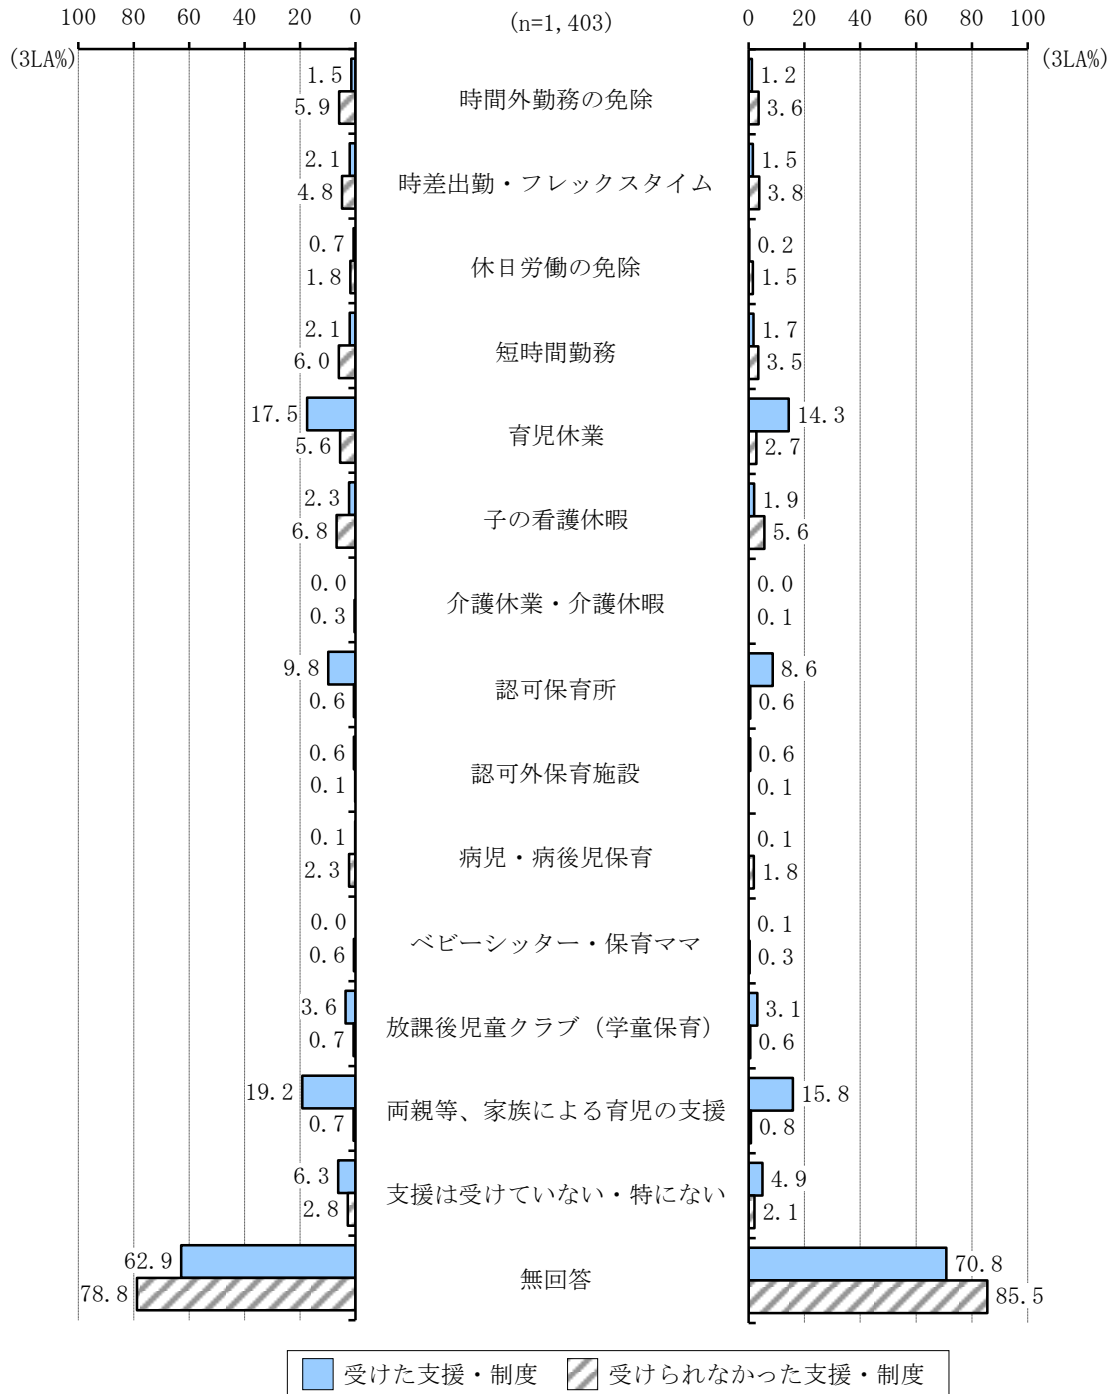 100 80 60 40 20 0 (n=1,403) 0 20 40 60 80 100
(3LA%) (3LA%)
1.5 時間外勤務の免除 1.2
5.9 3.6
2.1 時差出勤・フレックスタイム 1.5
4.8 3.8
0.7 休日労働の免除 0.2
1.8 1.5
2.1 短時間勤務 1.7
6.0 3.5
17.5 育児休業 14.3
5.6 2.7
2.3 子の看護休暇 1.9
6.8 5.6
0.0 介護休業・介護休暇 0.0
0.3 0.1
9.8 認可保育所 8.6
0.6 0.6
0.6 認可外保育施設 0.6
0.1 0.1
0.1 病児・病後児保育 0.1
2.3 1.8
0.0 ベビーシッター・保育ママ 0.1
0.6 0.3
3.6 放課後児童クラブ（学童保育） 3.1
0.7 0.6
19.2 両親等、家族による育児の支援 15.8
0.7 0.8
6.3 支援は受けていない・特にない 4.9
2.8 2.1
62.9 無回答 70.8
78.8 85.5
受けた支援・制度 受けられなかった支援・制度